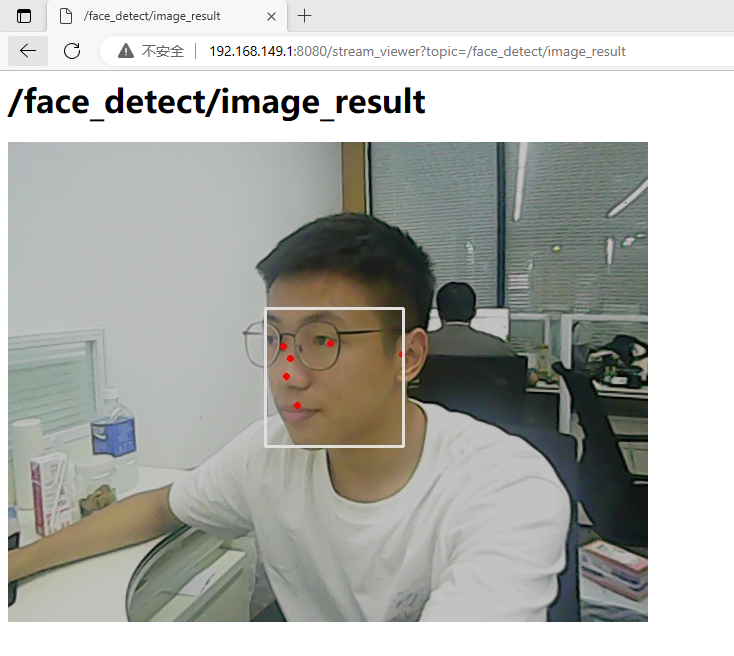 /face_detect/image_result
不安全 192.168.149.1:8080/stream_viewer?topic=/face_detect/image_result
/face_detect/image_result